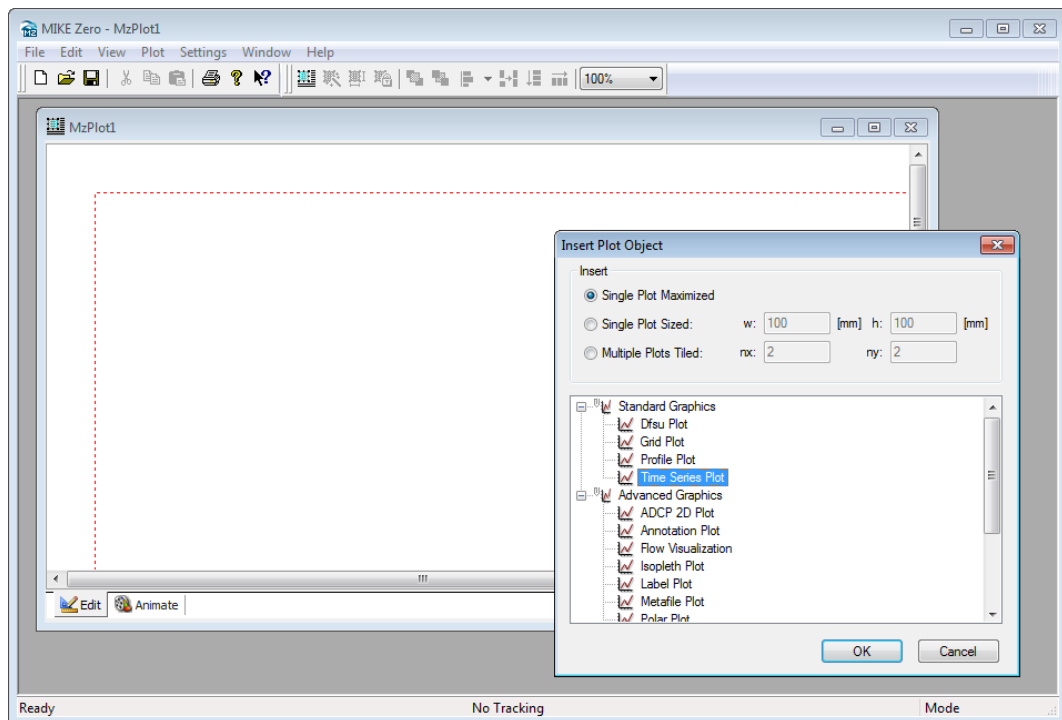 MIKE Zero - MzPlot1
File Edit View Plot Settings Window Help
100%
MzPlot1
Insert Plot Object
Insert
Single Plot Maximized
Single Plot Sized: w: 100 [mm] h: 100 [mm]
Multiple Plots Tiled: nx: 2 ny: 2
Standard Graphics
Dfsu Plot
Grid Plot
Profile Plot
Time Series Plot
Advanced Graphics
ADCP 2D Plot
Annotation Plot
Flow Visualization
Isopleth Plot
Label Plot
Metafile Plot
Polar Plot
Edit Animate
OK Cancel
Ready No Tracking Mode